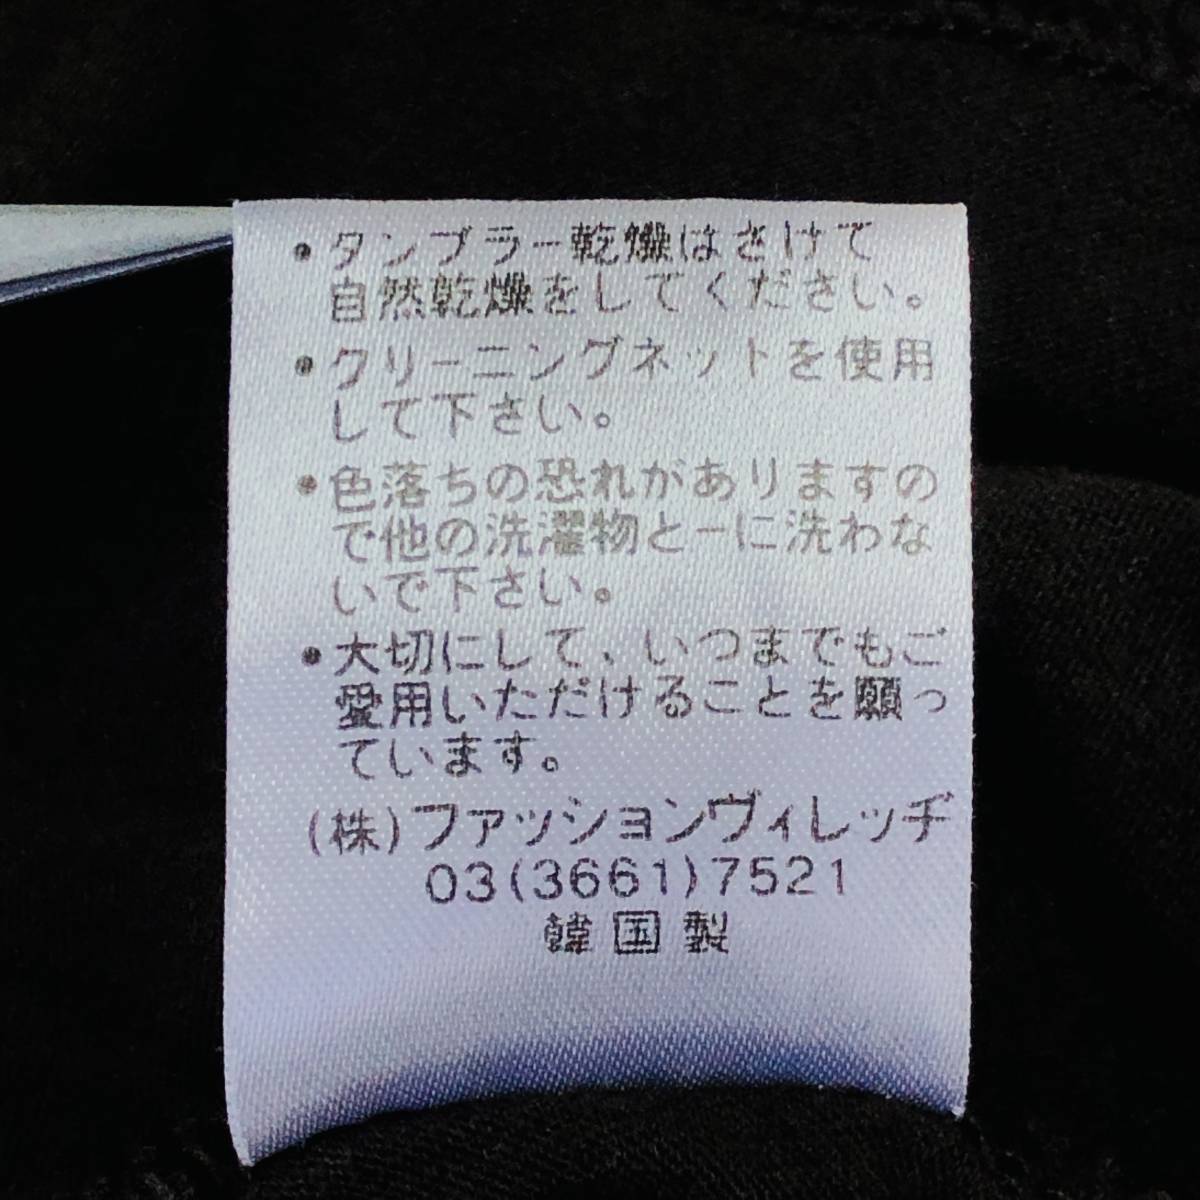 ・タンブラー乾燥はさけて
自然乾燥をしてください。
・クリーニングネットを使用
して下さい。
・色落ちの恐れがありますの
で他の洗濯物と一に洗わな
いで下さい。
・大切にして、いつまでもご
愛用いただけることを願っ
ています。
(株)ファッションヴィレッヂ
03(3661)7521
韓国製